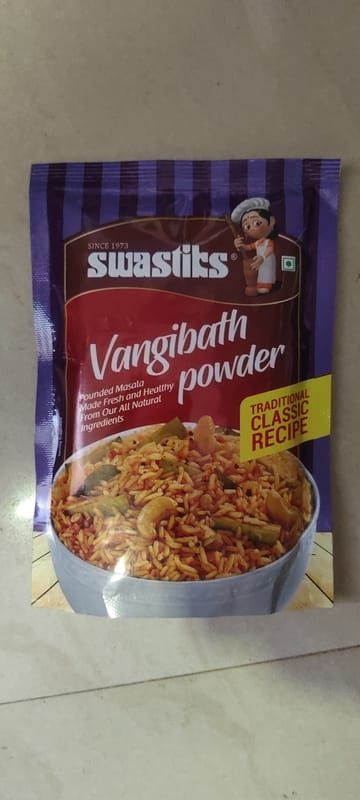 SINCE 1973
swastiks®
Vangibath
powder
Pounded Masala
Made Fresh and Healthy
From Our All Natural
Ingredients
TRADITIONAL
CLASSIC
RECIPE